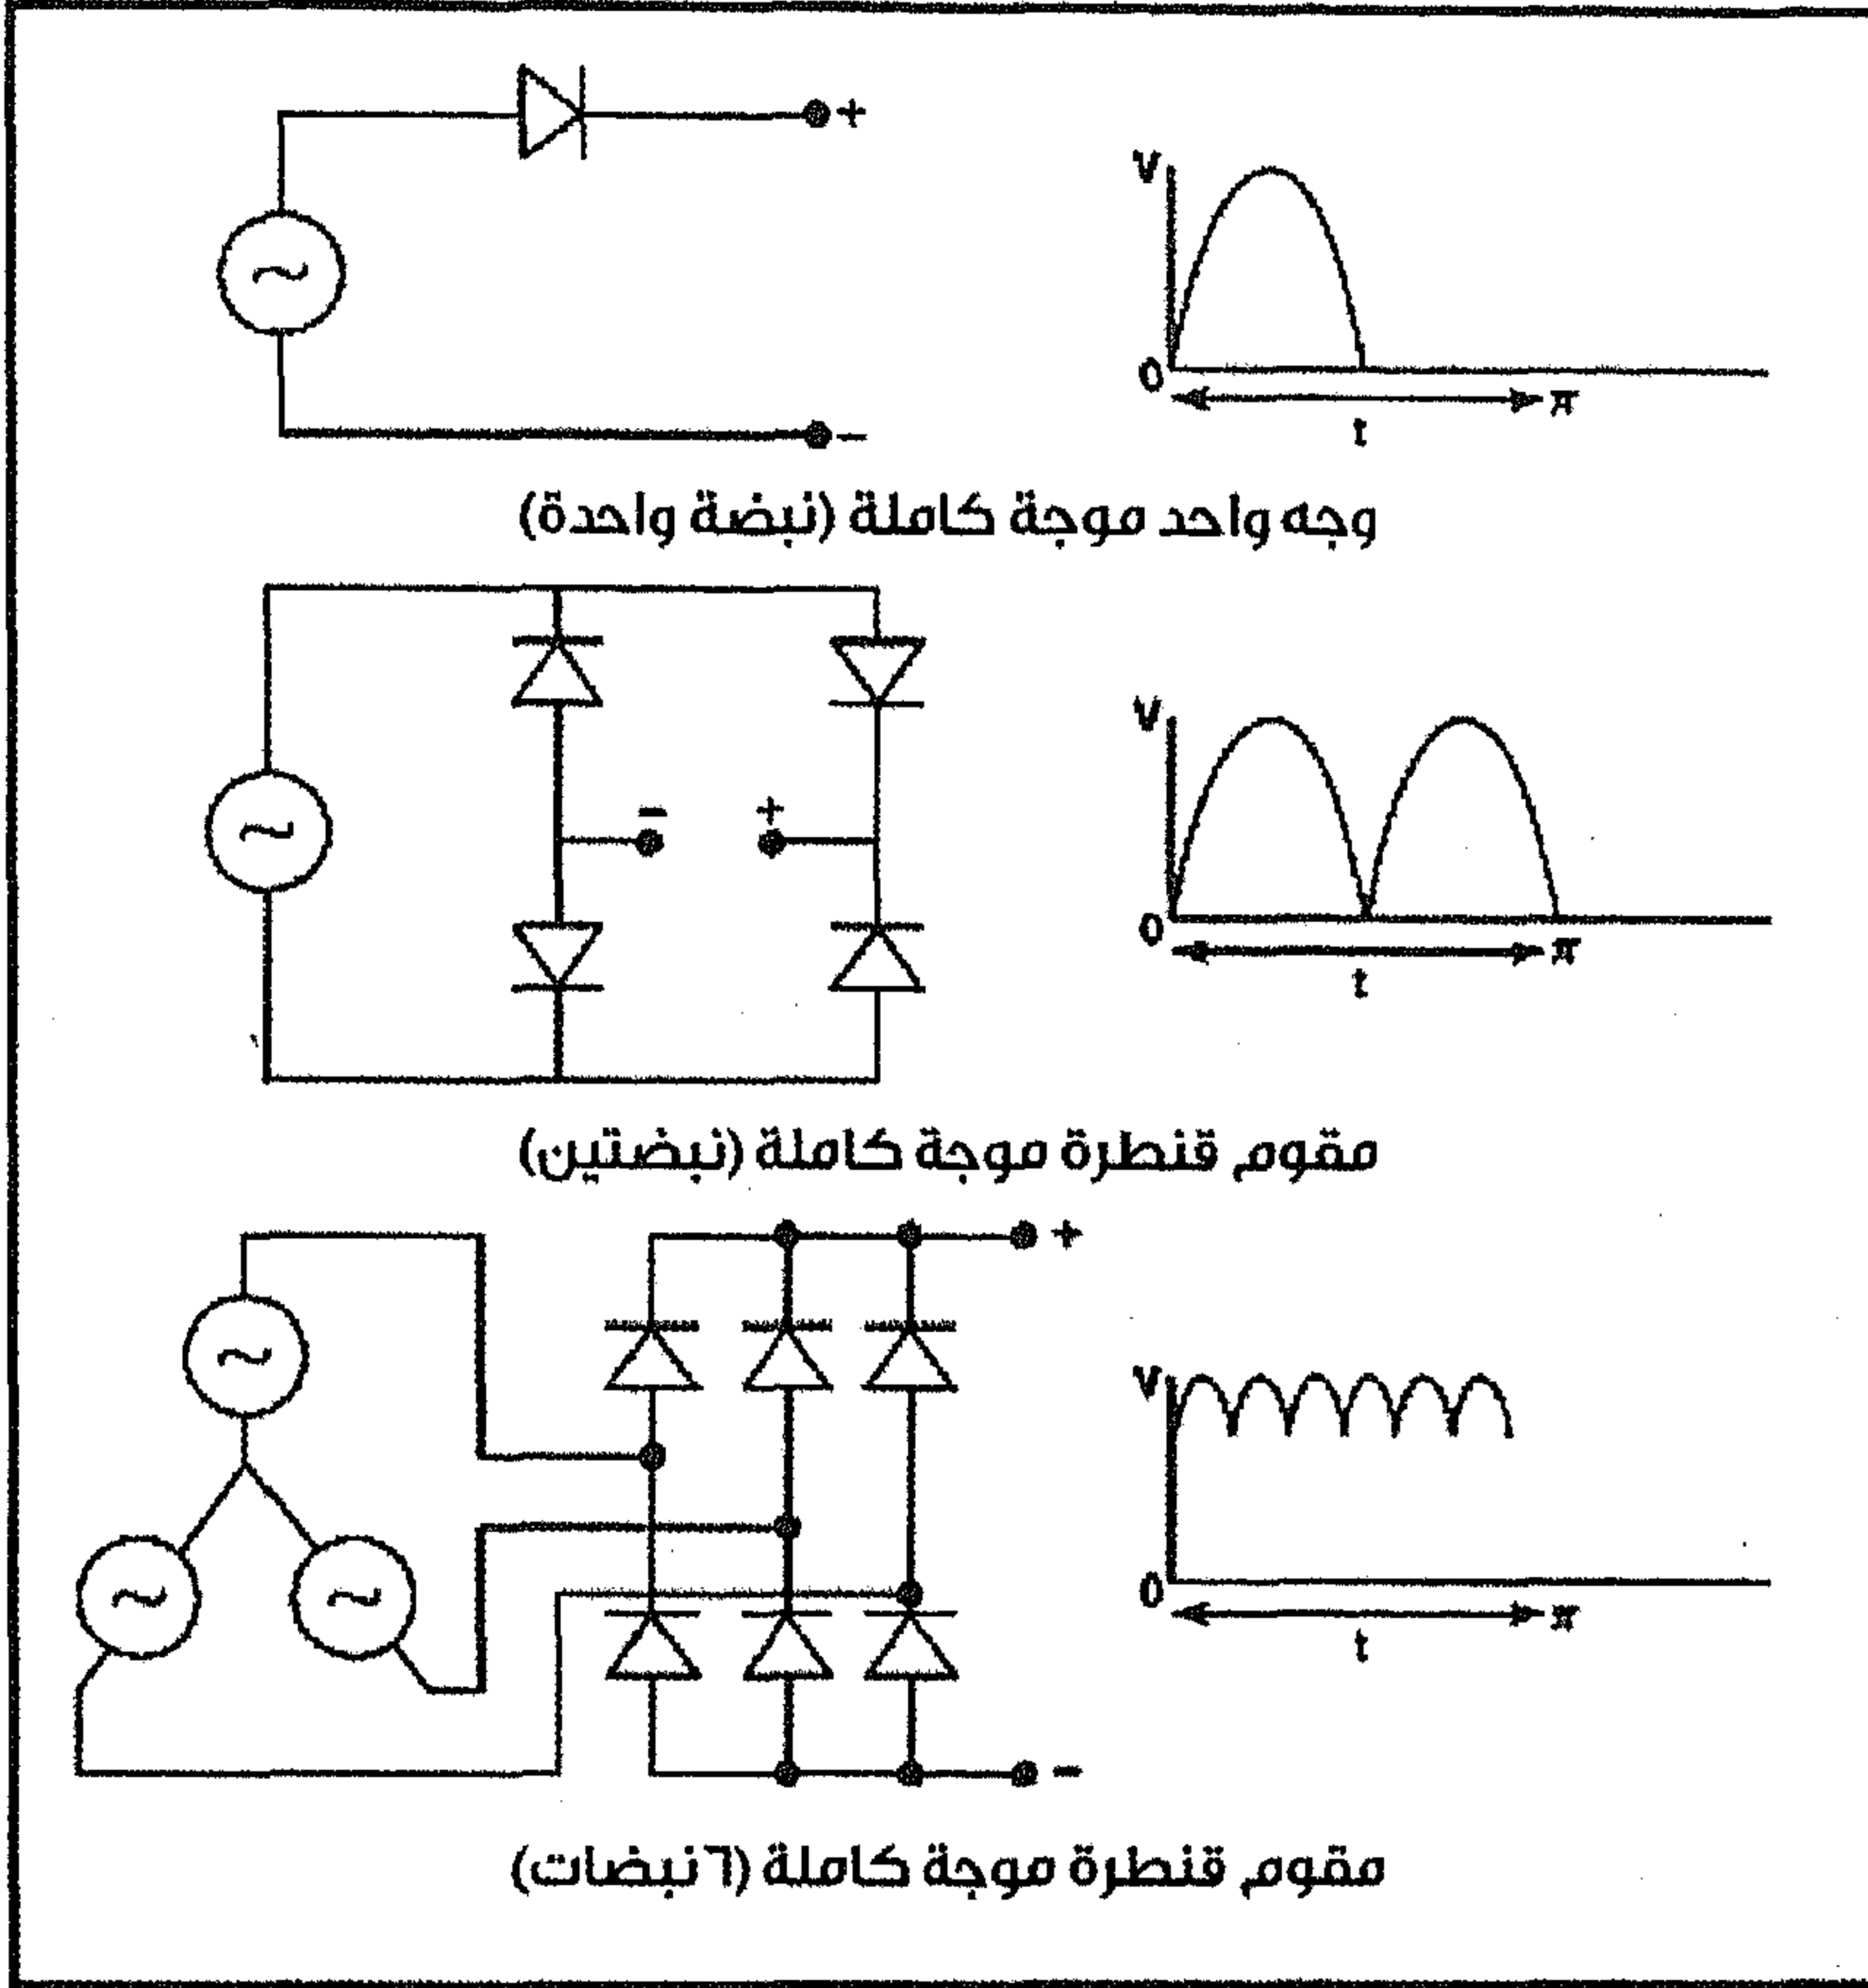 +
V
0
π
t
−
وجه واحد موجة كاملة (نبضة واحدة)
V
− +
0
π
t
مقوم قنطرة موجة كاملة (نبضتين)
+
V
0
π
t
−
مقوم قنطرة موجة كاملة (٦ نبضات)